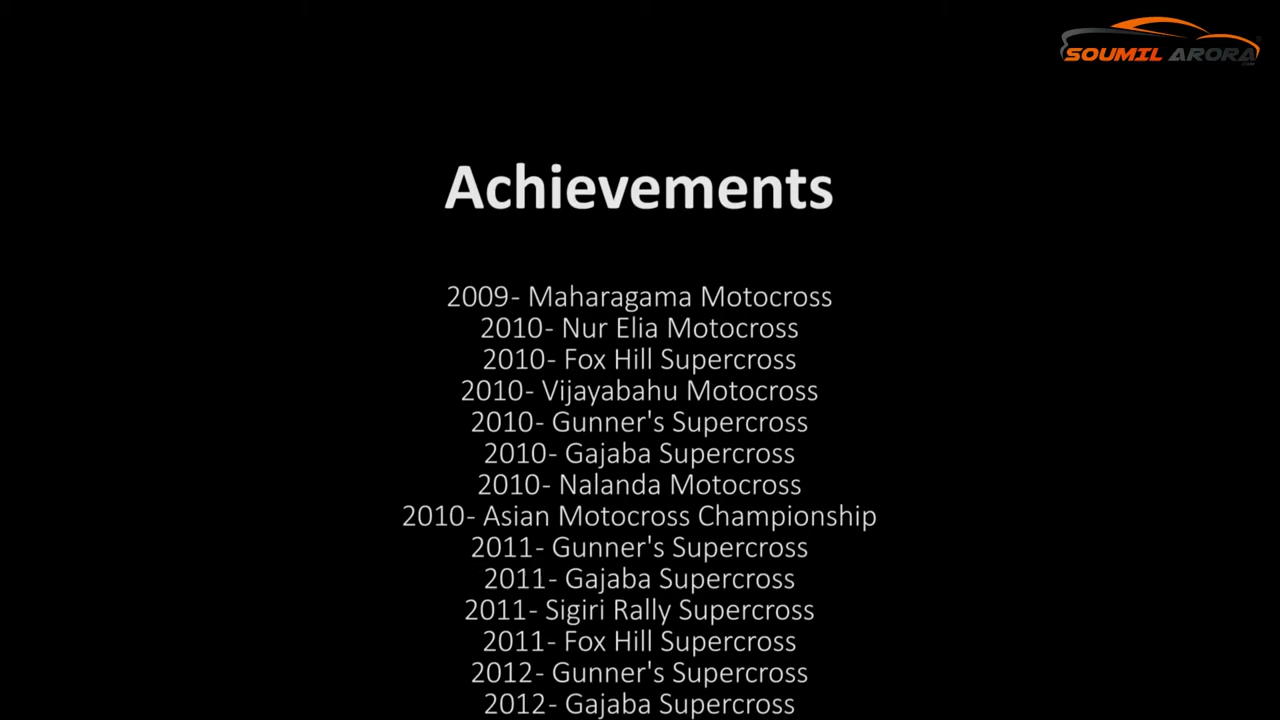 SOUMIL ARORA
Achievements
2009- Maharagama Motocross
2010- Nur Elia Motocross
2010- Fox Hill Supercross
2010- Vijayabahu Motocross
2010- Gunner's Supercross
2010- Gajaba Supercross
2010- Nalanda Motocross
2010- Asian Motocross Championship
2011- Gunner's Supercross
2011- Gajaba Supercross
2011- Sigiri Rally Supercross
2011- Fox Hill Supercross
2012- Gunner's Supercross
2012- Gajaba Supercross